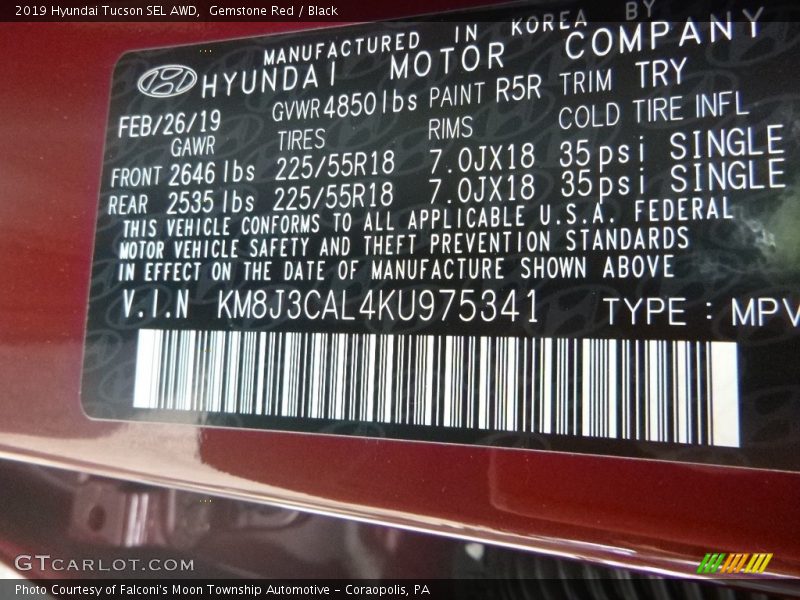 2019 Hyundai Tucson SEL AWD,  Gemstone Red / Black
MANUFACTURED IN KOREA BY
HYUNDAI MOTOR COMPANY
FEB/26/19 GVWR 4850lbs PAINT R5R TRIM TRY
GAWR TIRES RIMS COLD TIRE INFL
FRONT 2646 lbs 225/55R18 7.0JX18 35psi SINGLE
REAR 2535 lbs 225/55R18 7.0JX18 35psi SINGLE
THIS VEHICLE CONFORMS TO ALL APPLICABLE U.S.A. FEDERAL
MOTOR VEHICLE SAFETY AND THEFT PREVENTION STANDARDS
IN EFFECT ON THE DATE OF MANUFACTURE SHOWN ABOVE
V.I.N KM8J3CAL4KU975341 TYPE : MPV
GTCARLOT.COM
Photo Courtesy of Falconi's Moon Township Automotive - Coraopolis, PA